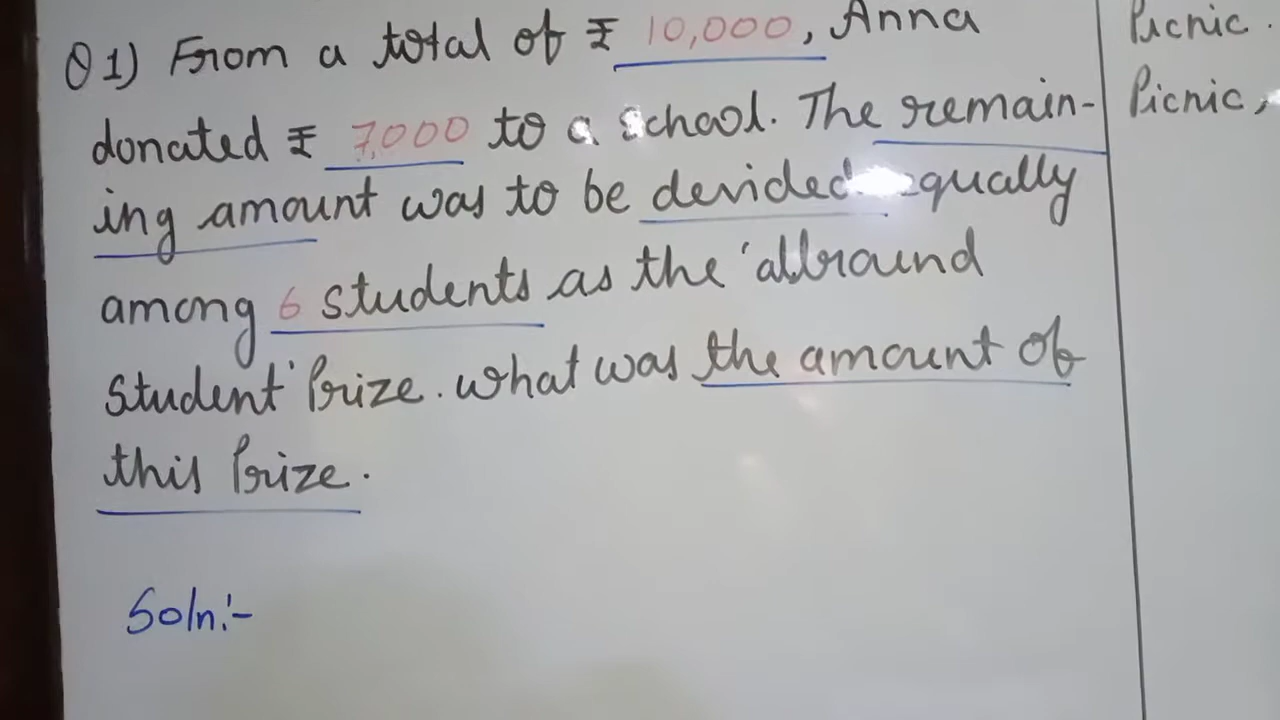 Q1) From a total of ₹ 10,000, Anna
donated ₹ 7,000 to a school. The remain-
ing amount was to be devided equally
among 6 students as the 'allround
student' Prize. what was the amount of
this Prize.
Soln:-
Picnic.
Picnic,